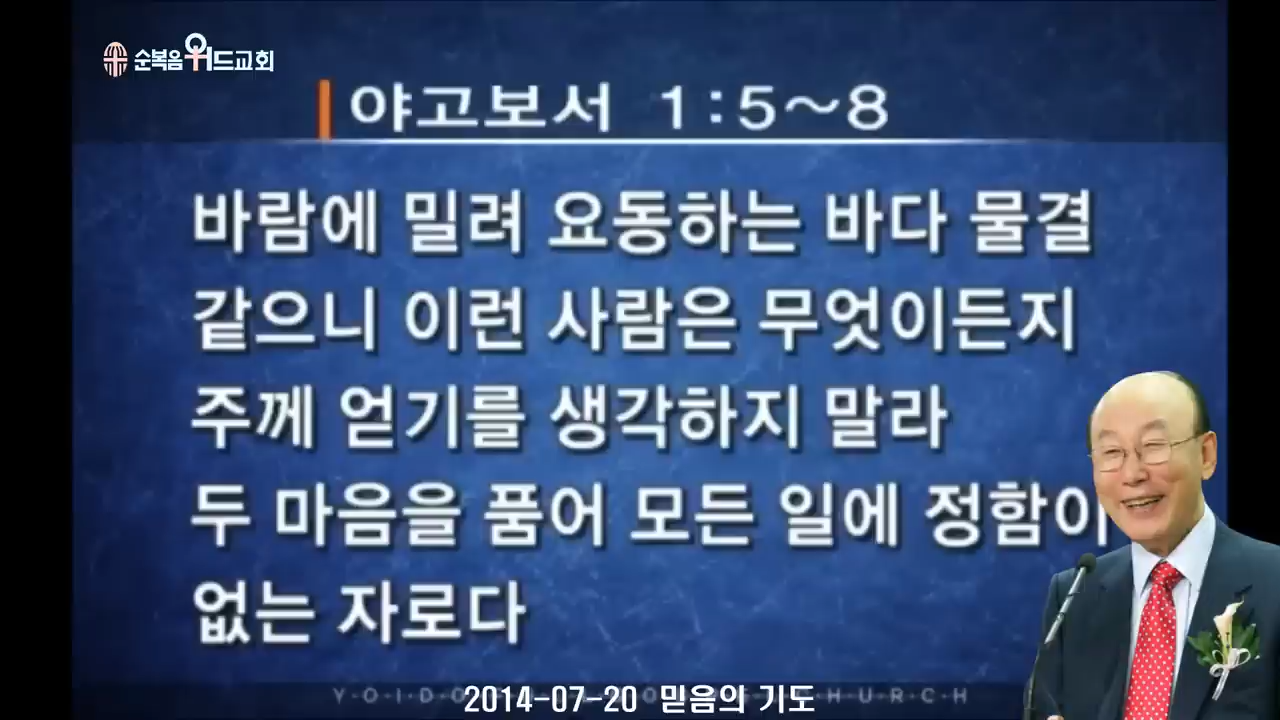 순복음위드교회
야고보서 1:5~8
바람에 밀려 요동하는 바다 물결
같으니 이런 사람은 무엇이든지
주께 얻기를 생각하지 말라
두 마음을 품어 모든 일에 정함이
없는 자로다
2014-07-20 믿음의 기도